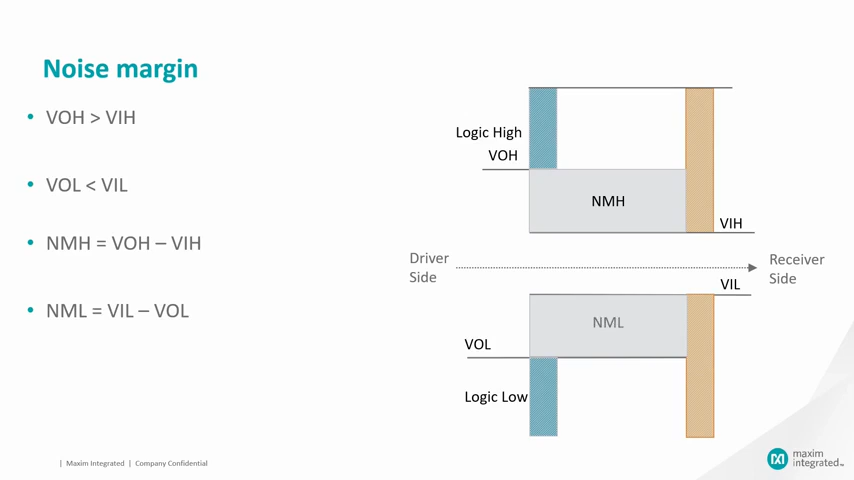 Noise margin
• VOH > VIH
• VOL < VIL
• NMH = VOH – VIH
• NML = VIL – VOL
Logic High
VOH
NMH
VIH
Driver
Side
Receiver
Side
VIL
NML
VOL
Logic Low
| Maxim Integrated | Company Confidential
maxim
integrated™